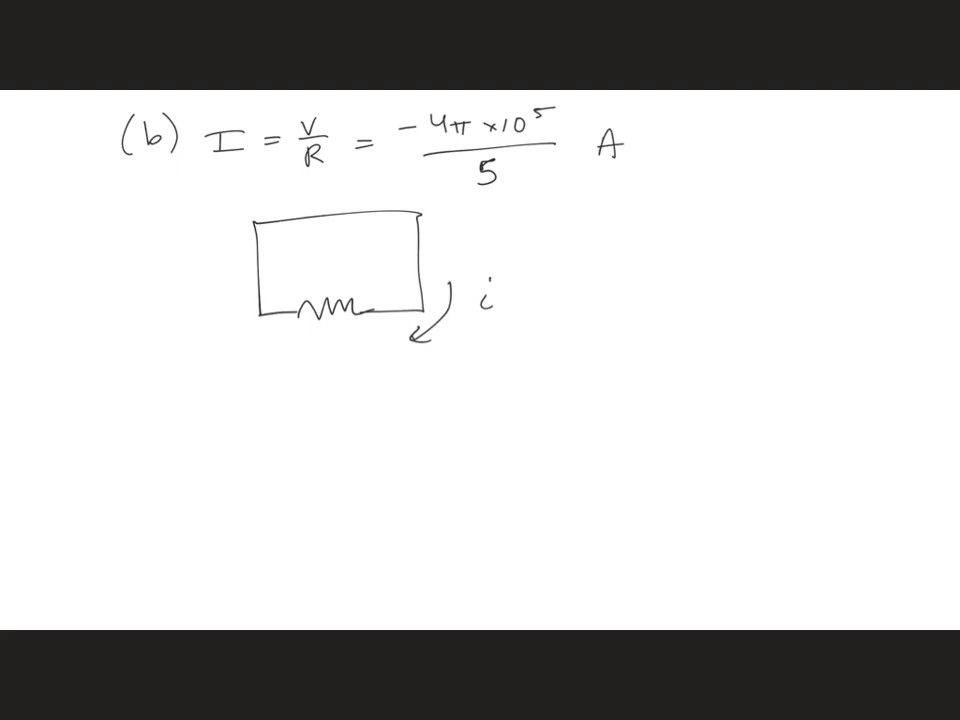 (b) I = V/R = -4π×10^5/5 A
i